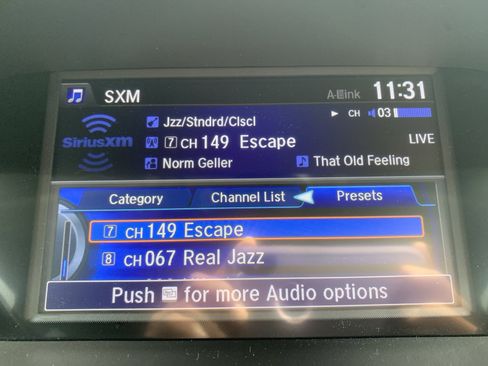 SXM
A-Link 11:31
Jzz/Stndrd/Clscl
CH 03
SiriusXM
7 CH 149 Escape
LIVE
Norm Geller
That Old Feeling
Category
Channel List
Presets
7 CH 149 Escape
8 CH 067 Real Jazz
Push for more Audio options